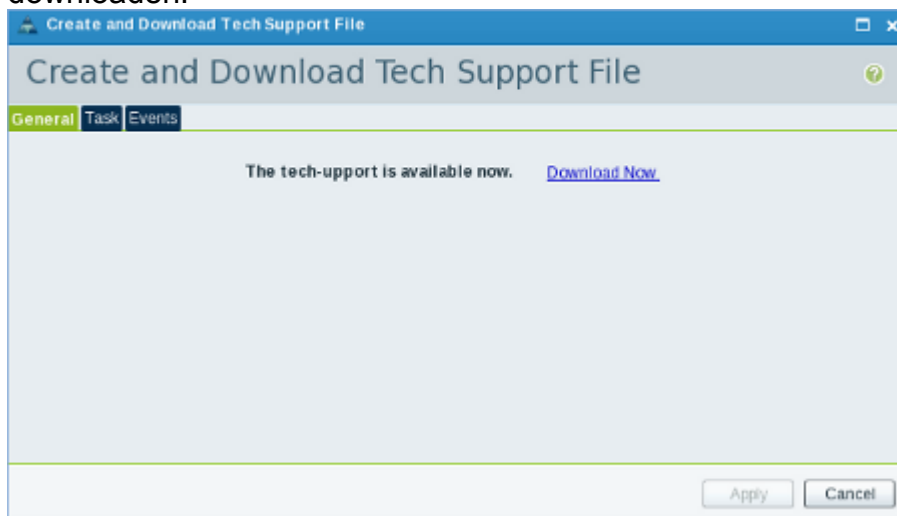 downloaden.
Create and Download Tech Support File
Create and Download Tech Support File
General Task Events
The tech-upport is available now. Download Now
Apply Cancel